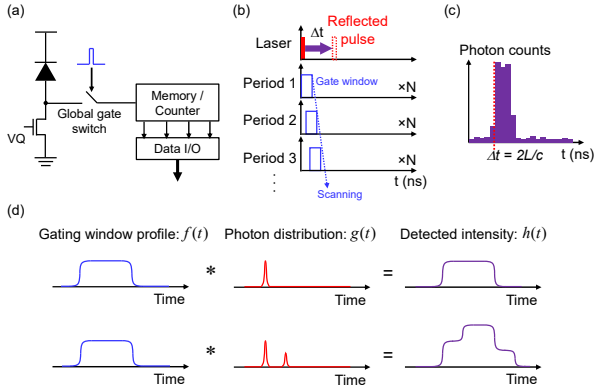 (a)
VQ
Global gate
switch
Memory /
Counter
Data I/O
(b)
Reflected
pulse
Laser
Δt
Period 1
Gate window
×N
Period 2
×N
Period 3
×N
t (ns)
Scanning
(c)
Photon counts
Δt = 2L/c
t (ns)
(d)
Gating window profile: f(t)
Photon distribution: g(t)
Detected intensity: h(t)
*
=
Time
Time
Time
*
=
Time
Time
Time